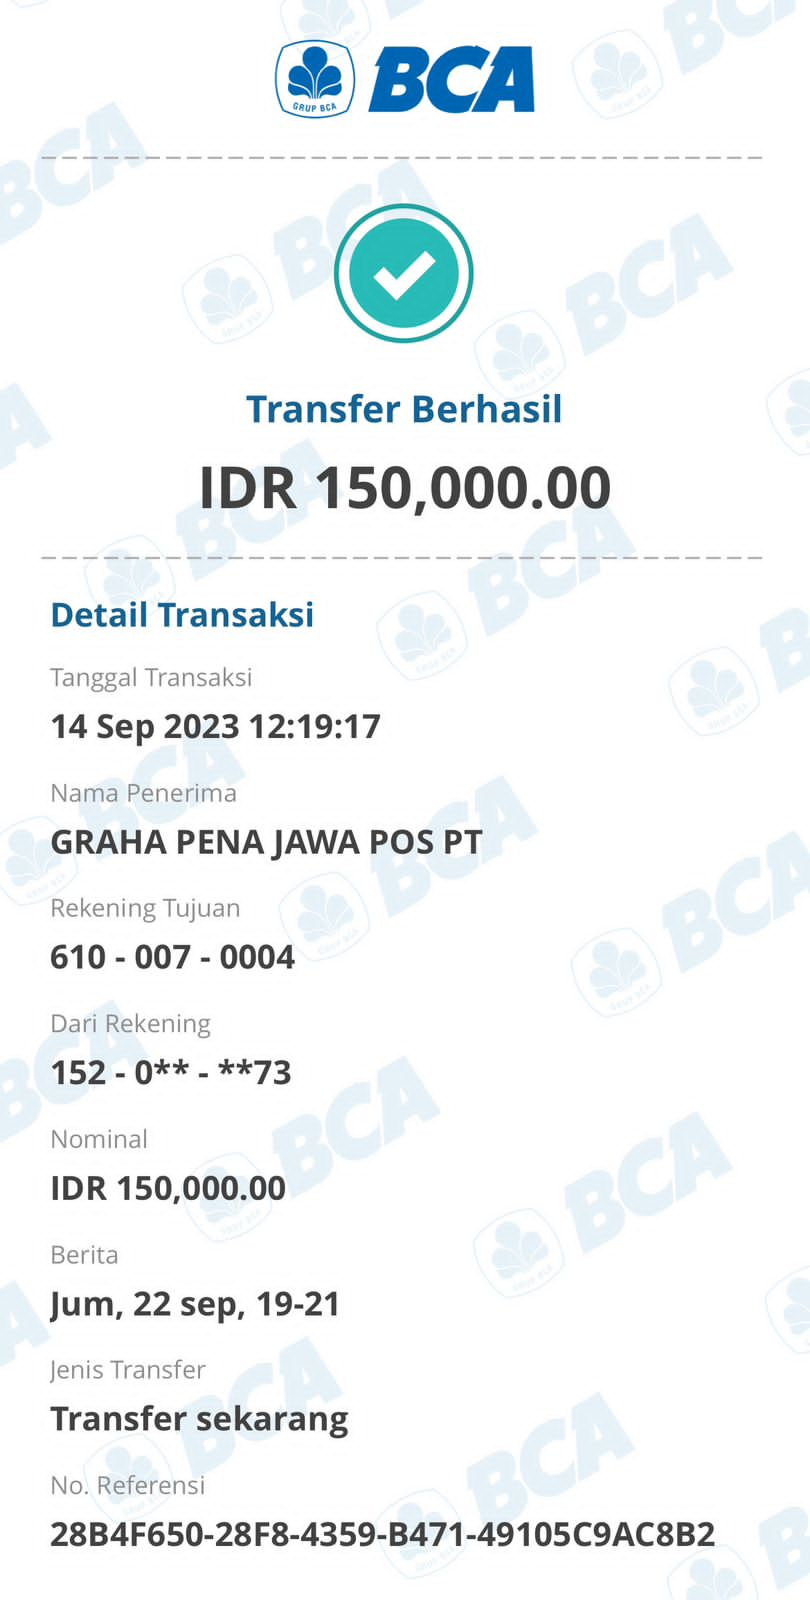 GRUP BCA
BCA
Transfer Berhasil
IDR 150,000.00
Detail Transaksi
Tanggal Transaksi
14 Sep 2023 12:19:17
Nama Penerima
GRAHA PENA JAWA POS PT
Rekening Tujuan
610 - 007 - 0004
Dari Rekening
152 - 0** - **73
Nominal
IDR 150,000.00
Berita
Jum, 22 sep, 19-21
Jenis Transfer
Transfer sekarang
No. Referensi
28B4F650-28F8-4359-B471-49105C9AC8B2